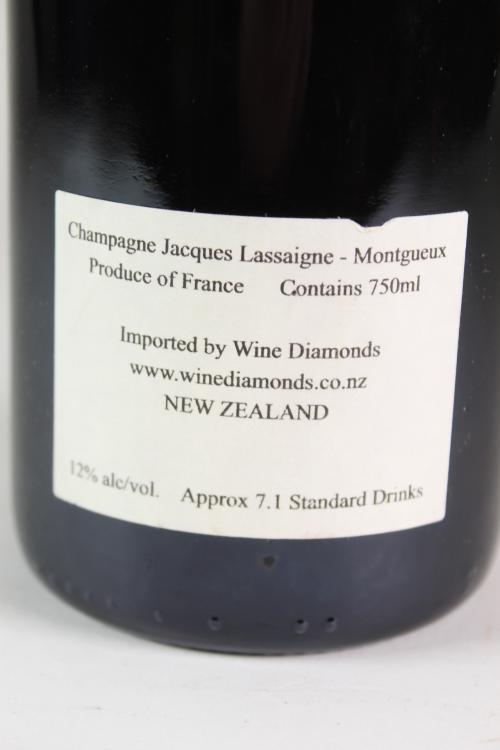 Champagne Jacques Lassaigne - Montgueux
Produce of France Contains 750ml
Imported by Wine Diamonds
www.winediamonds.co.nz
NEW ZEALAND
12% alc/vol. Approx 7.1 Standard Drinks